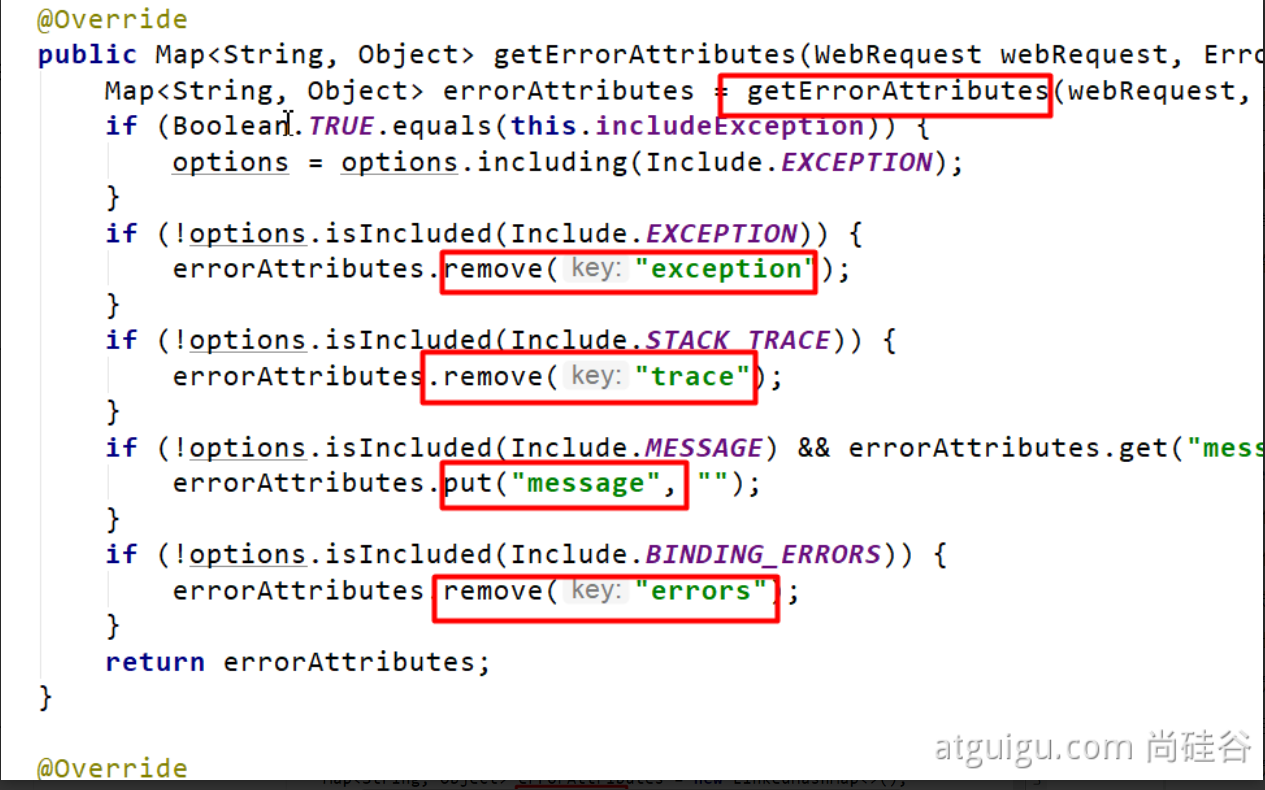 @Override
public Map<String, Object> getErrorAttributes(WebRequest webRequest, Erro
Map<String, Object> errorAttributes = getErrorAttributes(webRequest,
if (Boolean.TRUE.equals(this.includeException)) {
options = options.including(Include.EXCEPTION);
}
if (!options.isIncluded(Include.EXCEPTION)) {
errorAttributes.remove( key: "exception");
}
if (!options.isIncluded(Include.STACK_TRACE)) {
errorAttributes.remove( key: "trace");
}
if (!options.isIncluded(Include.MESSAGE) && errorAttributes.get("mess
errorAttributes.put("message", "");
}
if (!options.isIncluded(Include.BINDING_ERRORS)) {
errorAttributes.remove( key: "errors");
}
return errorAttributes;
}
@Override
atguigu.com 尚硅谷